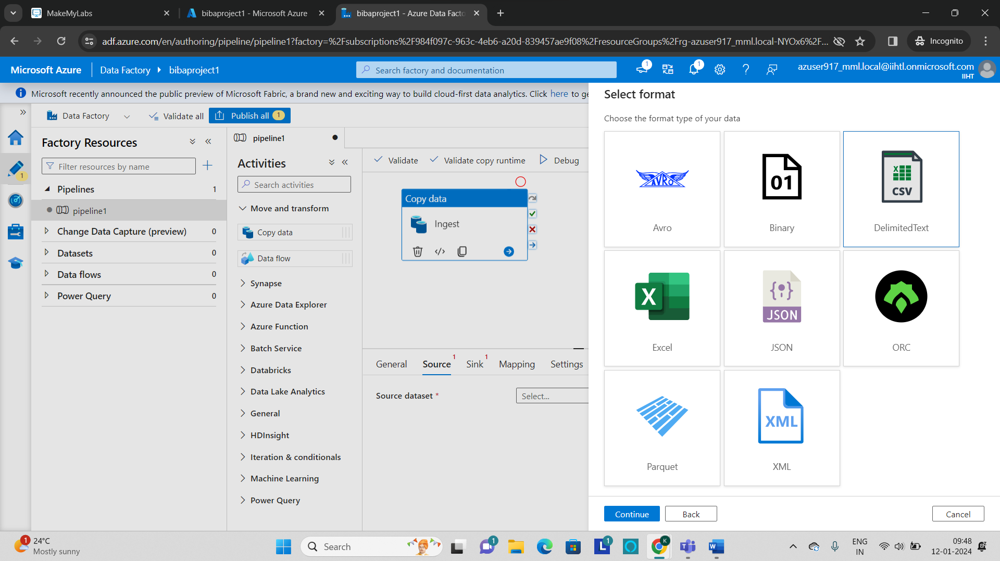 MakeMyLabs
bibaproject1 - Microsoft Azure
bibaproject1 - Azure Data Facto
adf.azure.com/en/authoring/pipeline/pipeline1?factory=%2Fsubscriptions%2F984f097c-963c-4eb6-a20d-839457ae9f08%2FresourceGroups%2Frg-azuser917_mml.local-NYOx6%2F...
Incognito
Microsoft Azure
Data Factory
bibaproject1
Search factory and documentation
1
1
azuser917_mml.local@iihtl.onmicrosoft.com
IIHT
Microsoft recently announced the public preview of Microsoft Fabric, a brand new and exciting way to build cloud-first data analytics. Click here to ge
Data Factory
Validate all
Publish all 1
Factory Resources
Filter resources by name
1
Pipelines 1
pipeline1
Change Data Capture (preview) 0
Datasets 0
Data flows 0
Power Query 0
pipeline1
Activities
Search activities
Move and transform
Copy data
Data flow
Synapse
Azure Data Explorer
Azure Function
Batch Service
Databricks
Data Lake Analytics
General
HDInsight
Iteration & conditionals
Machine Learning
Power Query
Validate
Validate copy runtime
Debug
Copy data
Ingest
General
Source 1
Sink 1
Mapping
Settings
Source dataset *
Select...
Select format
Choose the format type of your data
AVRO
Avro
01
Binary
X
CSV
DelimitedText
X
Excel
JSON
JSON
ORC
Parquet
XML
XML
Continue
Back
Cancel
1
24°C
Mostly sunny
Search
1
L
1
K
T
W
ENG
IN
09:48
12-01-2024